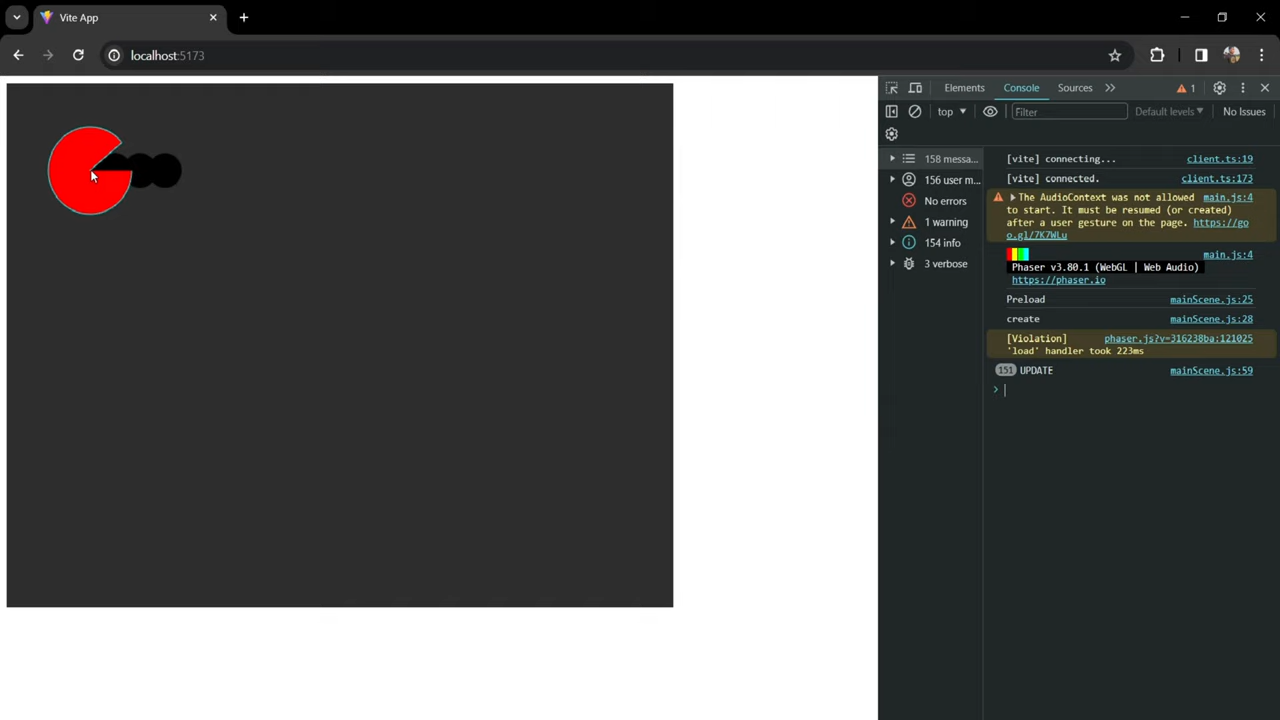 Vite App
localhost:5173
Elements
Console
Sources
1
top
Filter
Default levels
No Issues
158 messa...
156 user m...
No errors
1 warning
154 info
3 verbose
[vite] connecting... client.ts:19
[vite] connected. client.ts:173
The AudioContext was not allowed main.js:4
to start. It must be resumed (or created)
after a user gesture on the page. https://go
o.gl/7K7WLu
main.js:4
Phaser v3.80.1 (WebGL | Web Audio)
https://phaser.io
Preload mainScene.js:25
create mainScene.js:28
[Violation] phaser.js?v=316238ba:121025
'load' handler took 223ms
151 UPDATE mainScene.js:59